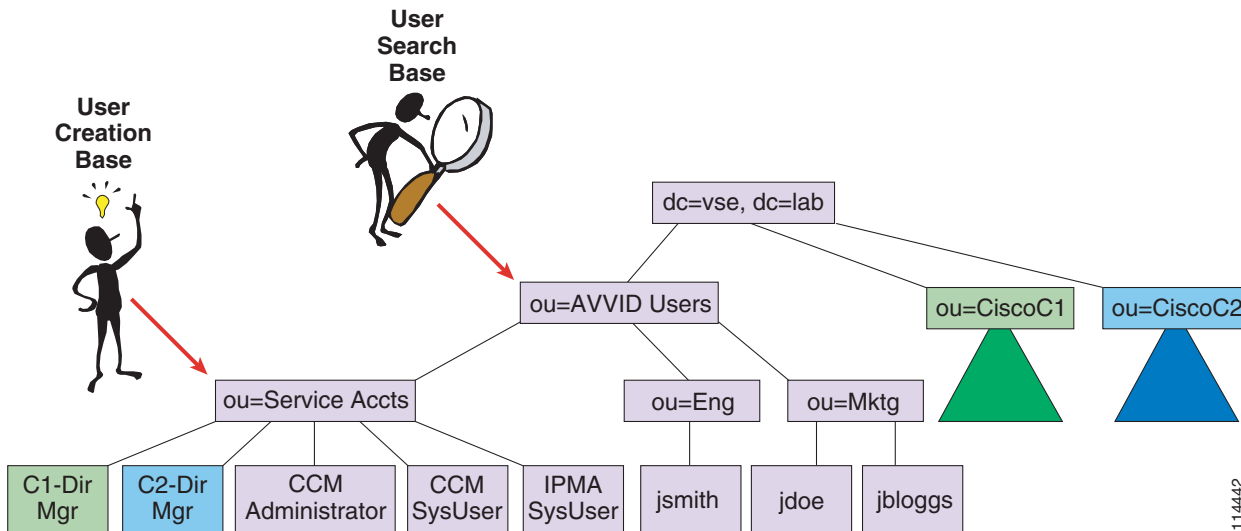 User
Search
Base
User
Creation
Base
dc=vse, dc=lab
ou=AVVID Users
ou=CiscoC1
ou=CiscoC2
ou=Service Accts
ou=Eng
ou=Mktg
C1-Dir
Mgr
C2-Dir
Mgr
CCM
Administrator
CCM
SysUser
IPMA
SysUser
jsmith
jdoe
jbloggs
114442